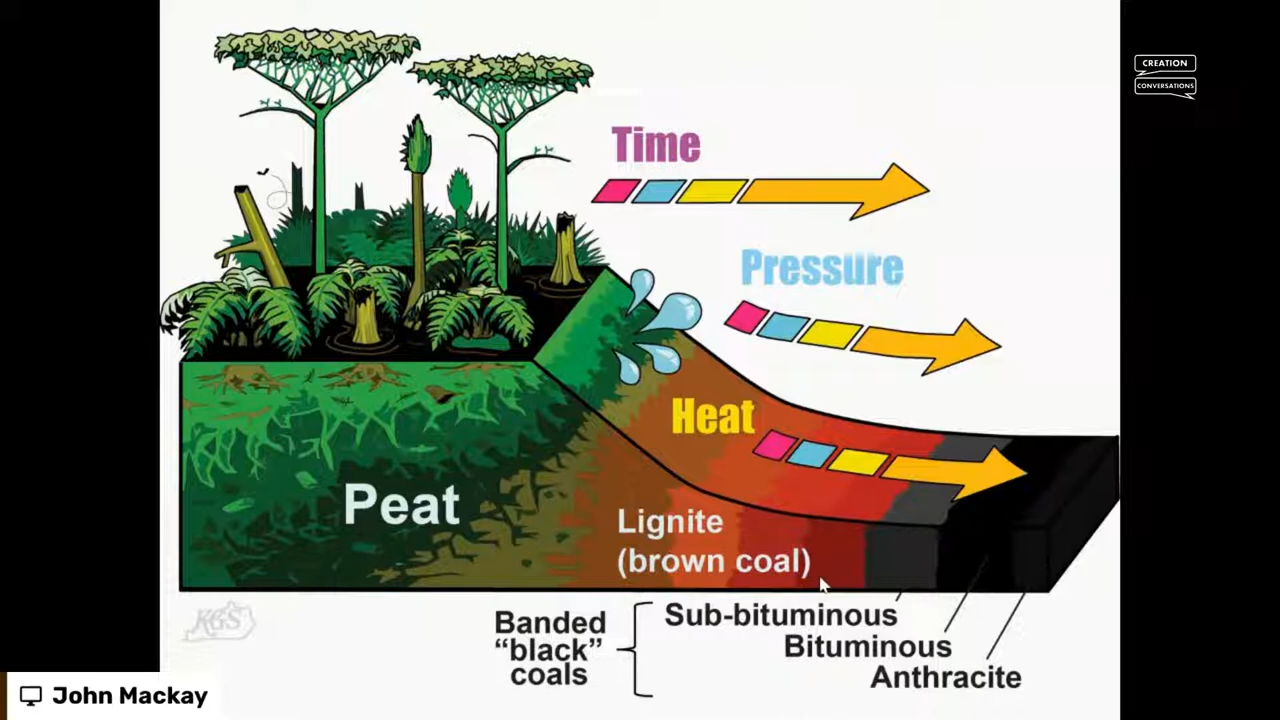 CREATION
CONVERSATIONS
Time
Pressure
Heat
Peat
Lignite
(brown coal)
Banded
“black”
coals
Sub-bituminous
Bituminous
Anthracite
KGS
John Mackay